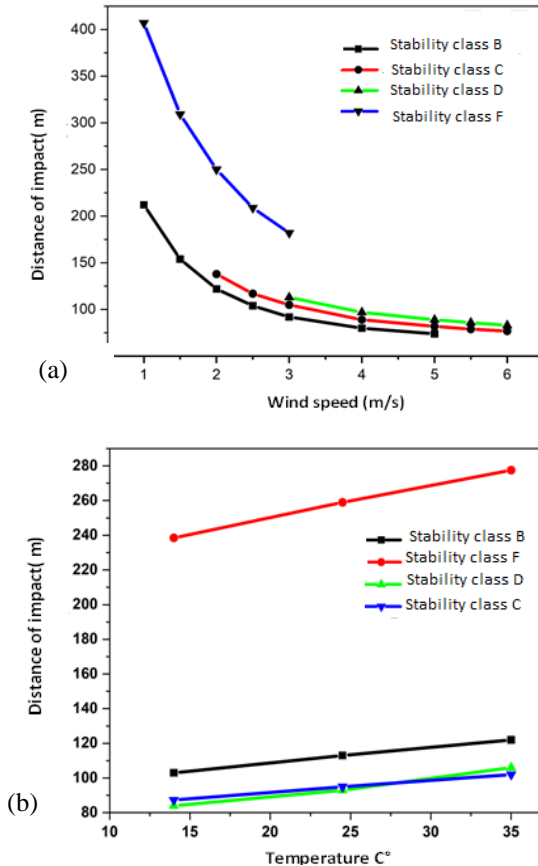 400
350
300
250
200
150
100
Distance of impact( m)
Stability class B
Stability class C
Stability class D
Stability class F
(a)
1 2 3 4 5 6
Wind speed (m/s)
280
260
240
220
200
180
160
140
120
100
80
Distance of impact( m)
Stability class B
Stability class F
Stability class D
Stability class C
(b)
10 15 20 25 30 35
Temperature C°